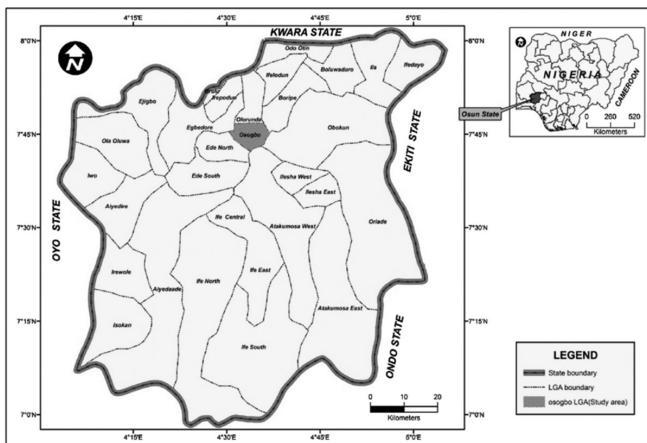 4°15'E 4°30'E 4°45'E 5°0'E
KWARA STATE
8°0'N
N
Odo Otin
Ifelodun
Boluwaduro
Ila
Ifedayo
Irepodun
Boripe
Ejigbo
Olorunda
Egbedore
Osogbo
Obokun
7°45'N
Ola Oluwa
Ede North
EKITI STATE
Iwo
Ede South
Ilesha West
Ilesha East
Aiyedire
OYO STATE
Ife Central
Atakumosa West
Oriade
7°30'N
Irewole
Aiyedaade
Ife North
Ife East
Atakumosa East
7°15'N
Isokan
Ife South
ONDO STATE
7°0'N
0 10 20
Kilometers
4°15'E 4°30'E 4°45'E 5°0'E
NIGER
NIGERIA
CAMEROON
Osun State
0 260 520
Kilometers
8°0'N
7°45'N
7°30'N
7°15'N
LEGEND
State boundary
LGA boundary
osogbo LGA(Study area)
7°0'N